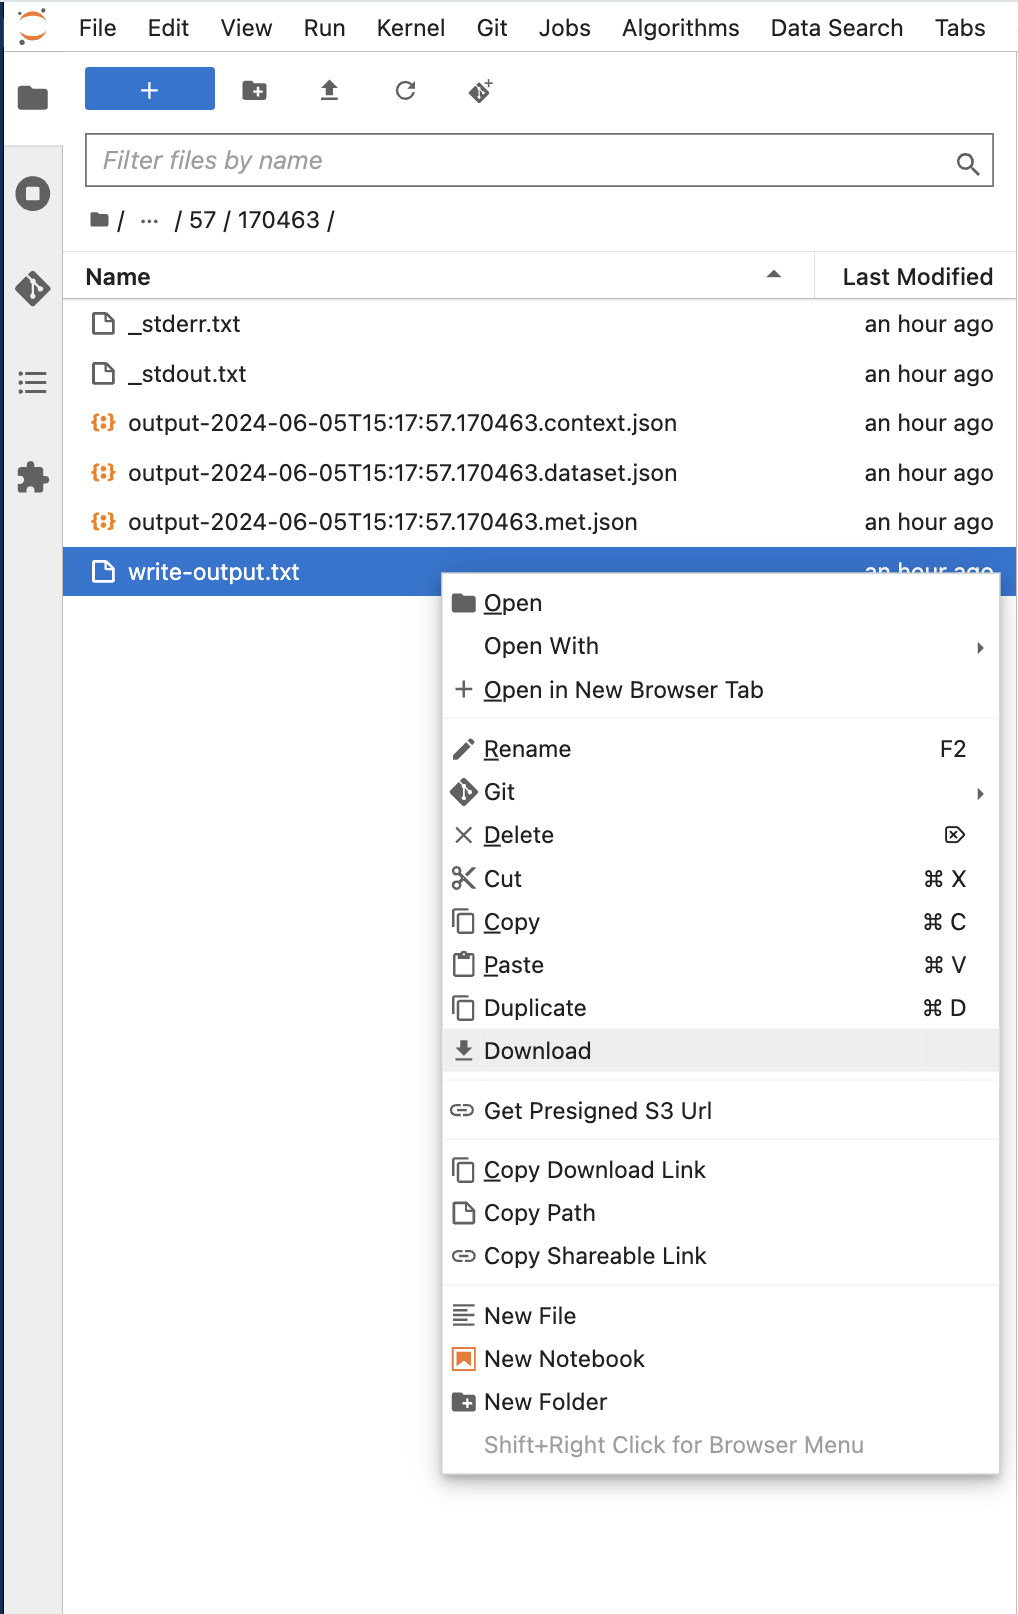 File Edit View Run Kernel Git Jobs Algorithms Data Search Tabs
+
Filter files by name
/ ... / 57 / 170463 /
Name Last Modified
_stderr.txt an hour ago
_stdout.txt an hour ago
output-2024-06-05T15:17:57.170463.context.json an hour ago
output-2024-06-05T15:17:57.170463.dataset.json an hour ago
output-2024-06-05T15:17:57.170463.met.json an hour ago
write-output.txt an hour ago
Open
Open With
Open in New Browser Tab
Rename F2
Git
Delete ⌦
Cut ⌘ X
Copy ⌘ C
Paste ⌘ V
Duplicate ⌘ D
Download
Get Presigned S3 Url
Copy Download Link
Copy Path
Copy Shareable Link
New File
New Notebook
New Folder
Shift+Right Click for Browser Menu